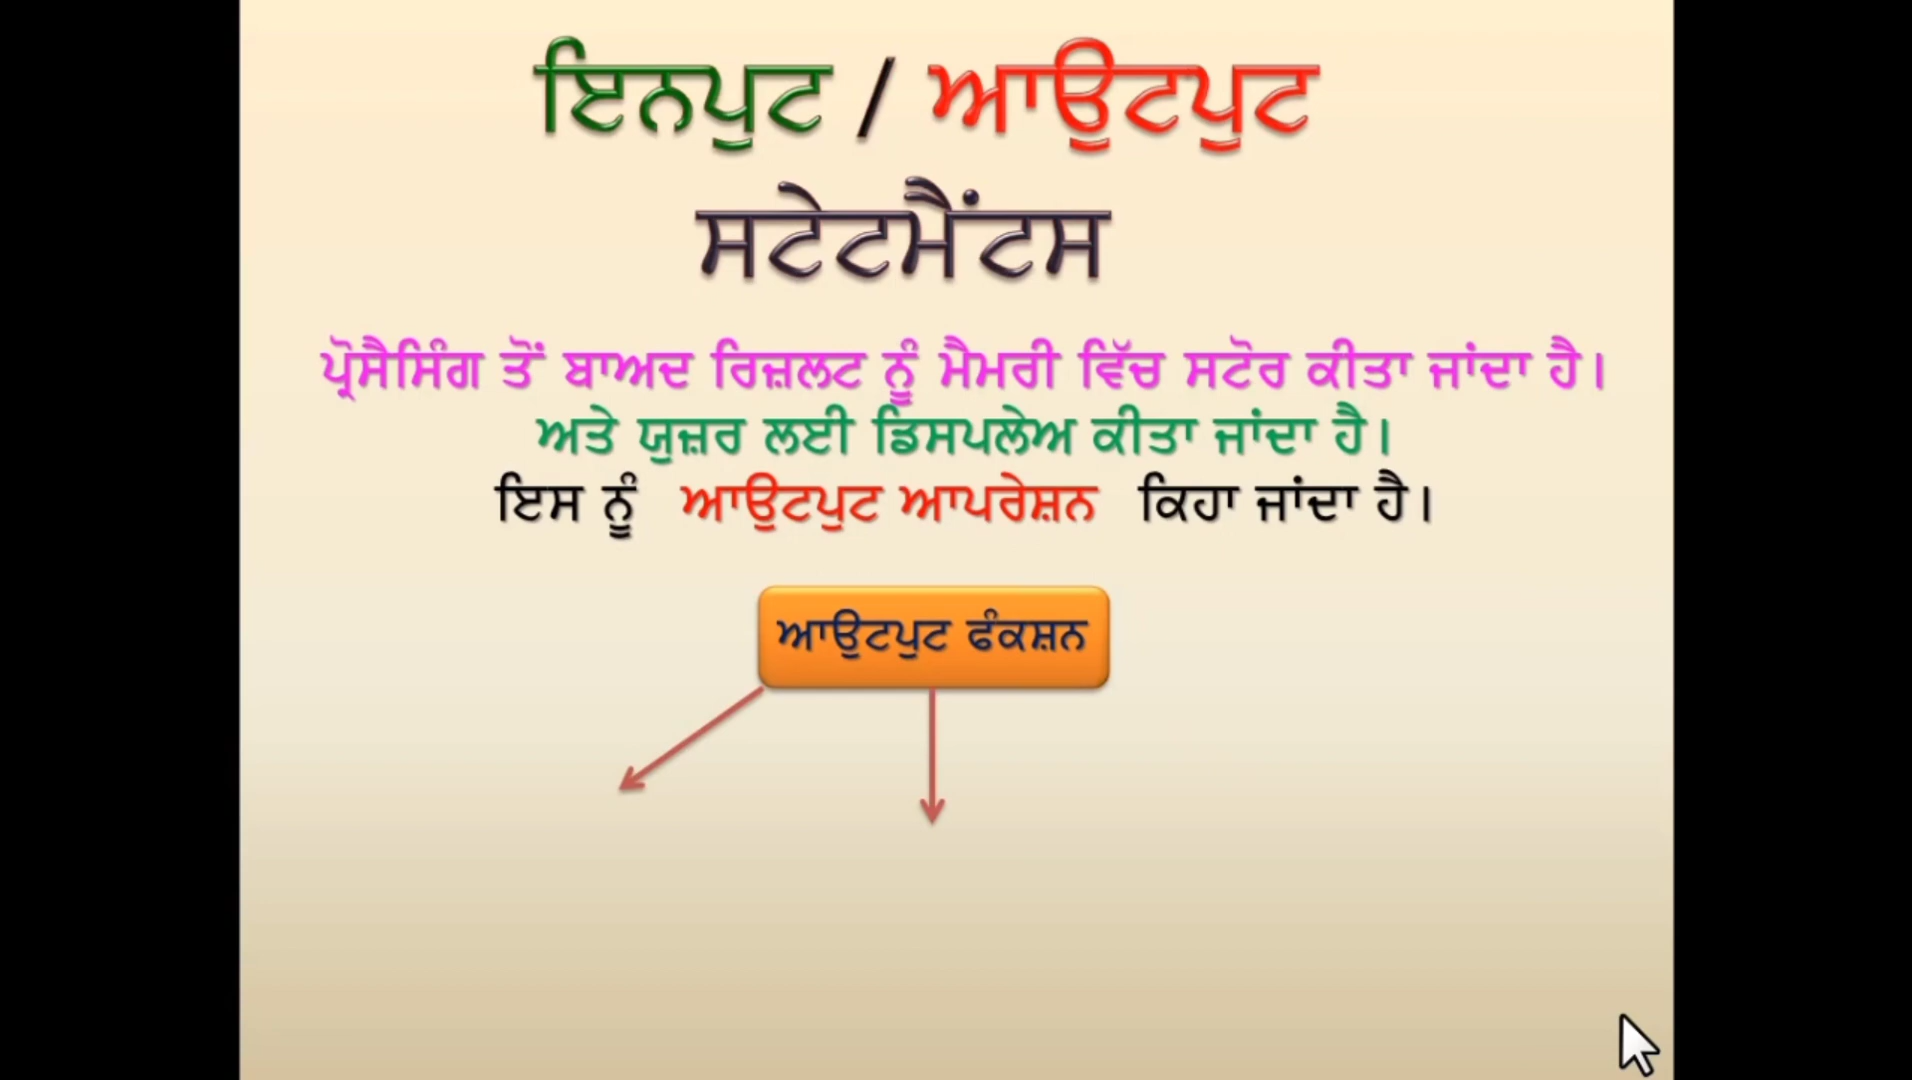 ਇਨਪੁਟ / ਆਉਟਪੁਟ
ਸਟੇਟਮੈਂਟਸ
ਪ੍ਰੋਸੈਸਿੰਗ ਤੋਂ ਬਾਅਦ ਰਿਜ਼ਲਟ ਨੂੰ ਮੈਮਰੀ ਵਿੱਚ ਸਟੋਰ ਕੀਤਾ ਜਾਂਦਾ ਹੈ।
ਅਤੇ ਯੁਜ਼ਰ ਲਈ ਡਿਸਪਲੇਅ ਕੀਤਾ ਜਾਂਦਾ ਹੈ।
ਇਸ ਨੂੰ ਆਉਟਪੁਟ ਆਪਰੇਸ਼ਨ ਕਿਹਾ ਜਾਂਦਾ ਹੈ।
ਆਉਟਪੁਟ ਫੰਕਸ਼ਨ